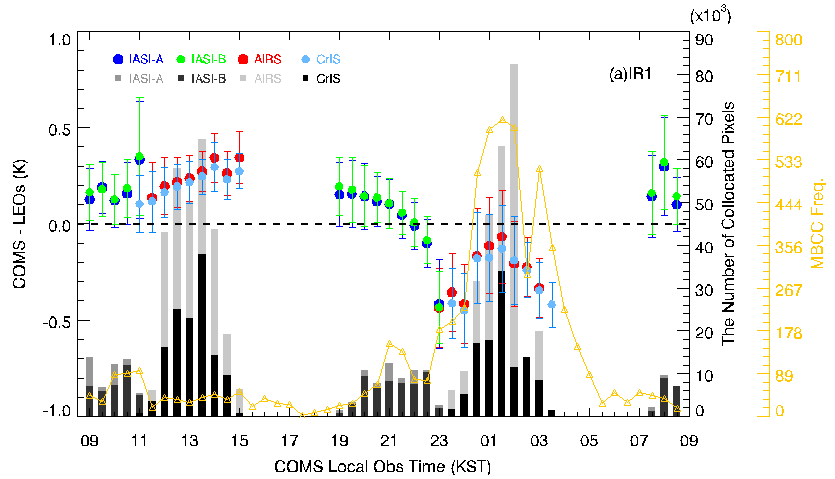 (x10³)
1.0
0.5
0.0
-0.5
-1.0
COMS - LEOs (K)
IASI-A IASI-B AIRS CrIS
IASI-A IASI-B AIRS CrIS
(a)IR1
90
80
70
60
50
40
30
20
10
0
The Number of Collocated Pixels
800
711
622
533
444
356
267
178
89
0
MBCC Freq.
09 11 13 15 17 19 21 23 01 03 05 07 09
COMS Local Obs Time (KST)